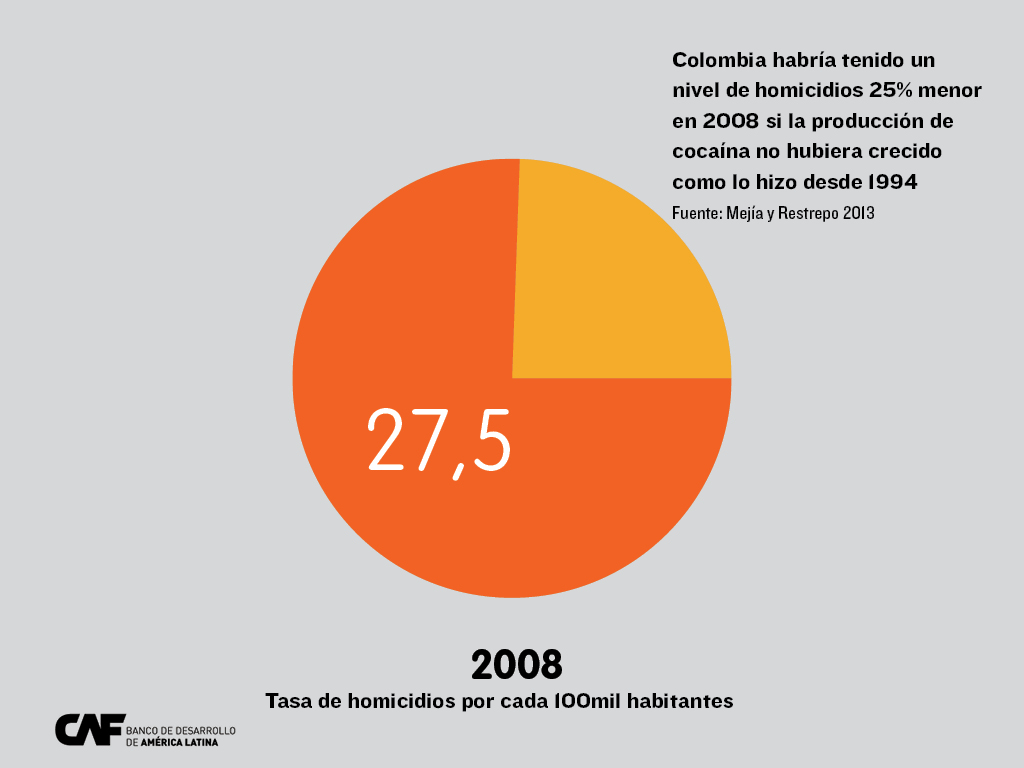 Colombia habría tenido un
nivel de homicidios 25% menor
en 2008 si la producción de
cocaína no hubiera crecido
como lo hizo desde 1994
Fuente: Mejía y Restrepo 2013
27,5
2008
Tasa de homicidios por cada 100mil habitantes
CAF BANCO DE DESARROLLO
DE AMÉRICA LATINA